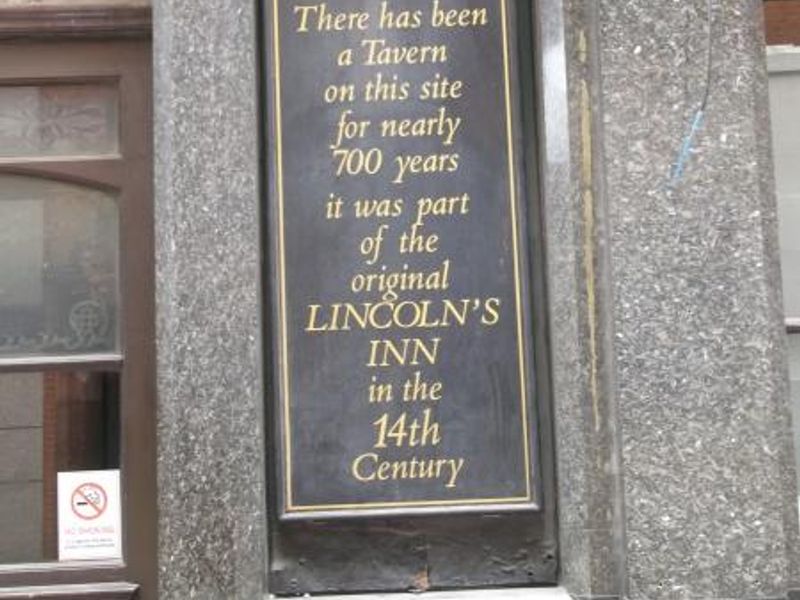 There has been
a Tavern
on this site
for nearly
700 years
it was part
of the
original
LINCOLN'S
INN
in the
14th
Century
NO SMOKING